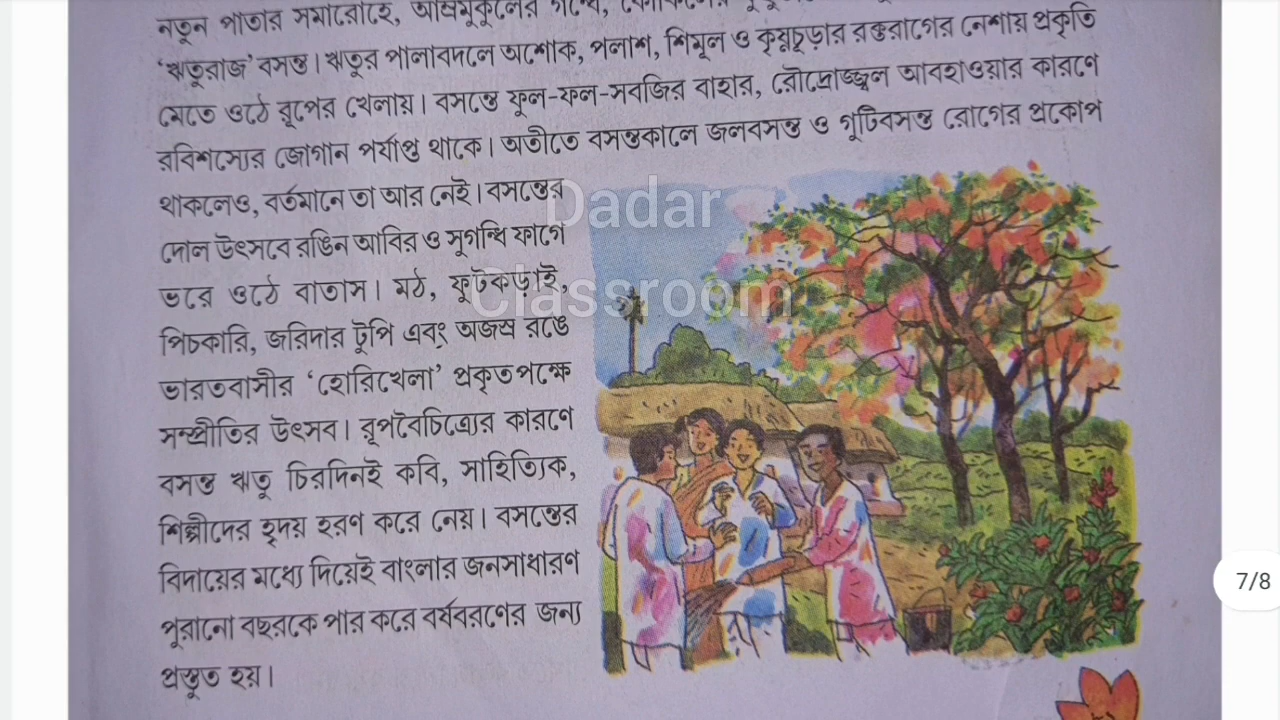 নতুন পাতার সমারোহে, আম্রমুকুলের গন্ধে,
‘ঋতুরাজ’ বসন্ত। ঋতুর পালাবদলে অশোক, পলাশ, শিমূল ও কৃষ্ণচূড়ার রক্তরাগের নেশায় প্রকৃতি
মেতে ওঠে রূপের খেলায়। বসন্তে ফুল-ফল-সবজির বাহার, রৌদ্রোজ্জ্বল আবহাওয়ার কারণে
রবিশস্যের জোগান পর্যাপ্ত থাকে। অতীতে বসন্তকালে জলবসন্ত ও গুটিবসন্ত রোগের প্রকোপ
থাকলেও, বর্তমানে তা আর নেই। বসন্তের
দোল উৎসবে রঙিন আবির ও সুগন্ধি ফাগে
ভরে ওঠে বাতাস। মঠ, ফুটকড়াই,
পিচকারি, জরিদার টুপি এবং অজস্র রঙে
ভারতবাসীর ‘হোরিখেলা’ প্রকৃতপক্ষে
সম্প্রীতির উৎসব। রূপবৈচিত্র্যের কারণে
বসন্ত ঋতু চিরদিনই কবি, সাহিত্যিক,
শিল্পীদের হৃদয় হরণ করে নেয়। বসন্তের
বিদায়ের মধ্যে দিয়েই বাংলার জনসাধারণ
পুরানো বছরকে পার করে বর্ষবরণের জন্য
প্রস্তুত হয়।
Dadar
Classroom
7/8